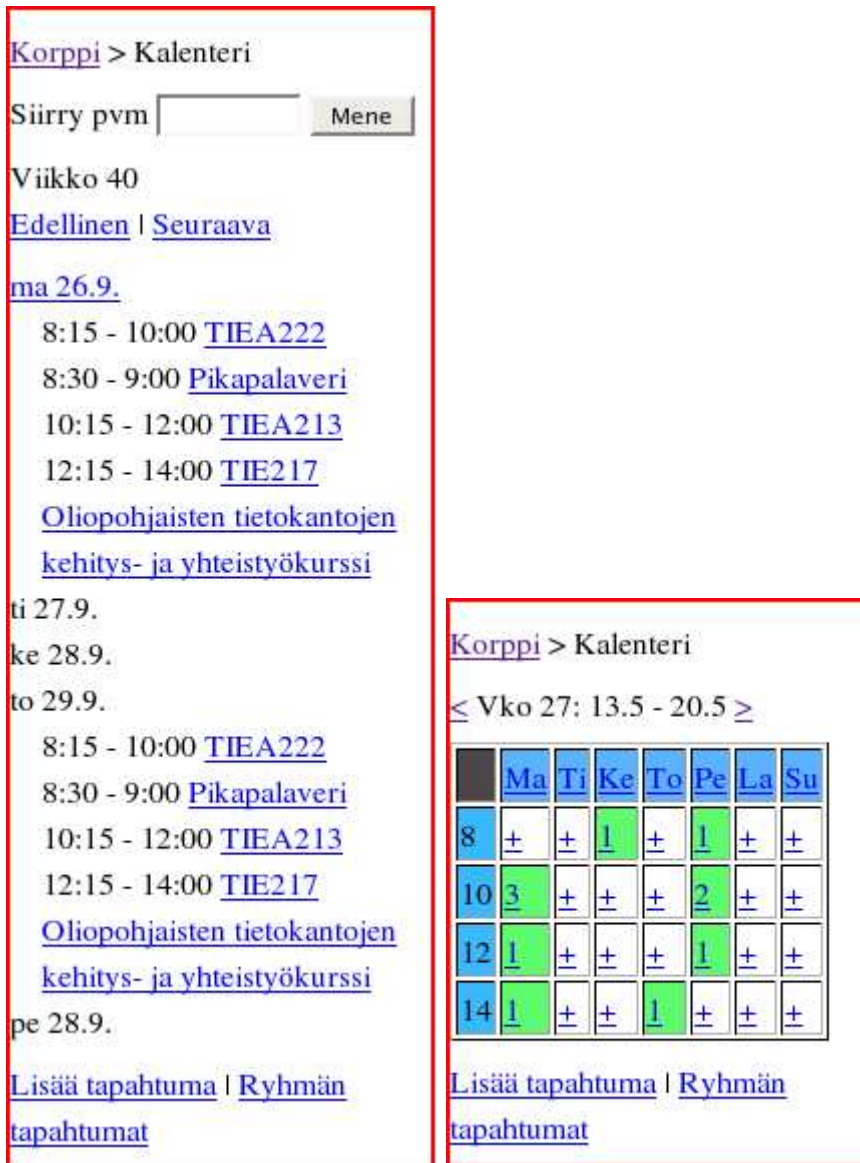 Korppi > Kalenteri
Siirry pvm Mene
Viikko 40
Edellinen | Seuraava
ma 26.9.
8:15 - 10:00 TIEA222
8:30 - 9:00 Pikapalaveri
10:15 - 12:00 TIEA213
12:15 - 14:00 TIE217
Oliopohjaisten tietokantojen
kehitys- ja yhteistyökurssi
ti 27.9.
ke 28.9.
to 29.9.
8:15 - 10:00 TIEA222
8:30 - 9:00 Pikapalaveri
10:15 - 12:00 TIEA213
12:15 - 14:00 TIE217
Oliopohjaisten tietokantojen
kehitys- ja yhteistyökurssi
pe 28.9.
Lisää tapahtuma | Ryhmän
tapahtumat
Korppi > Kalenteri
< Vko 27: 13.5 - 20.5 >
Ma Ti Ke To Pe La Su
8 + + 1 + 1 + +
10 3 + + + 2 + +
12 1 + + + 1 + +
14 1 + + 1 + + +
Lisää tapahtuma | Ryhmän
tapahtumat